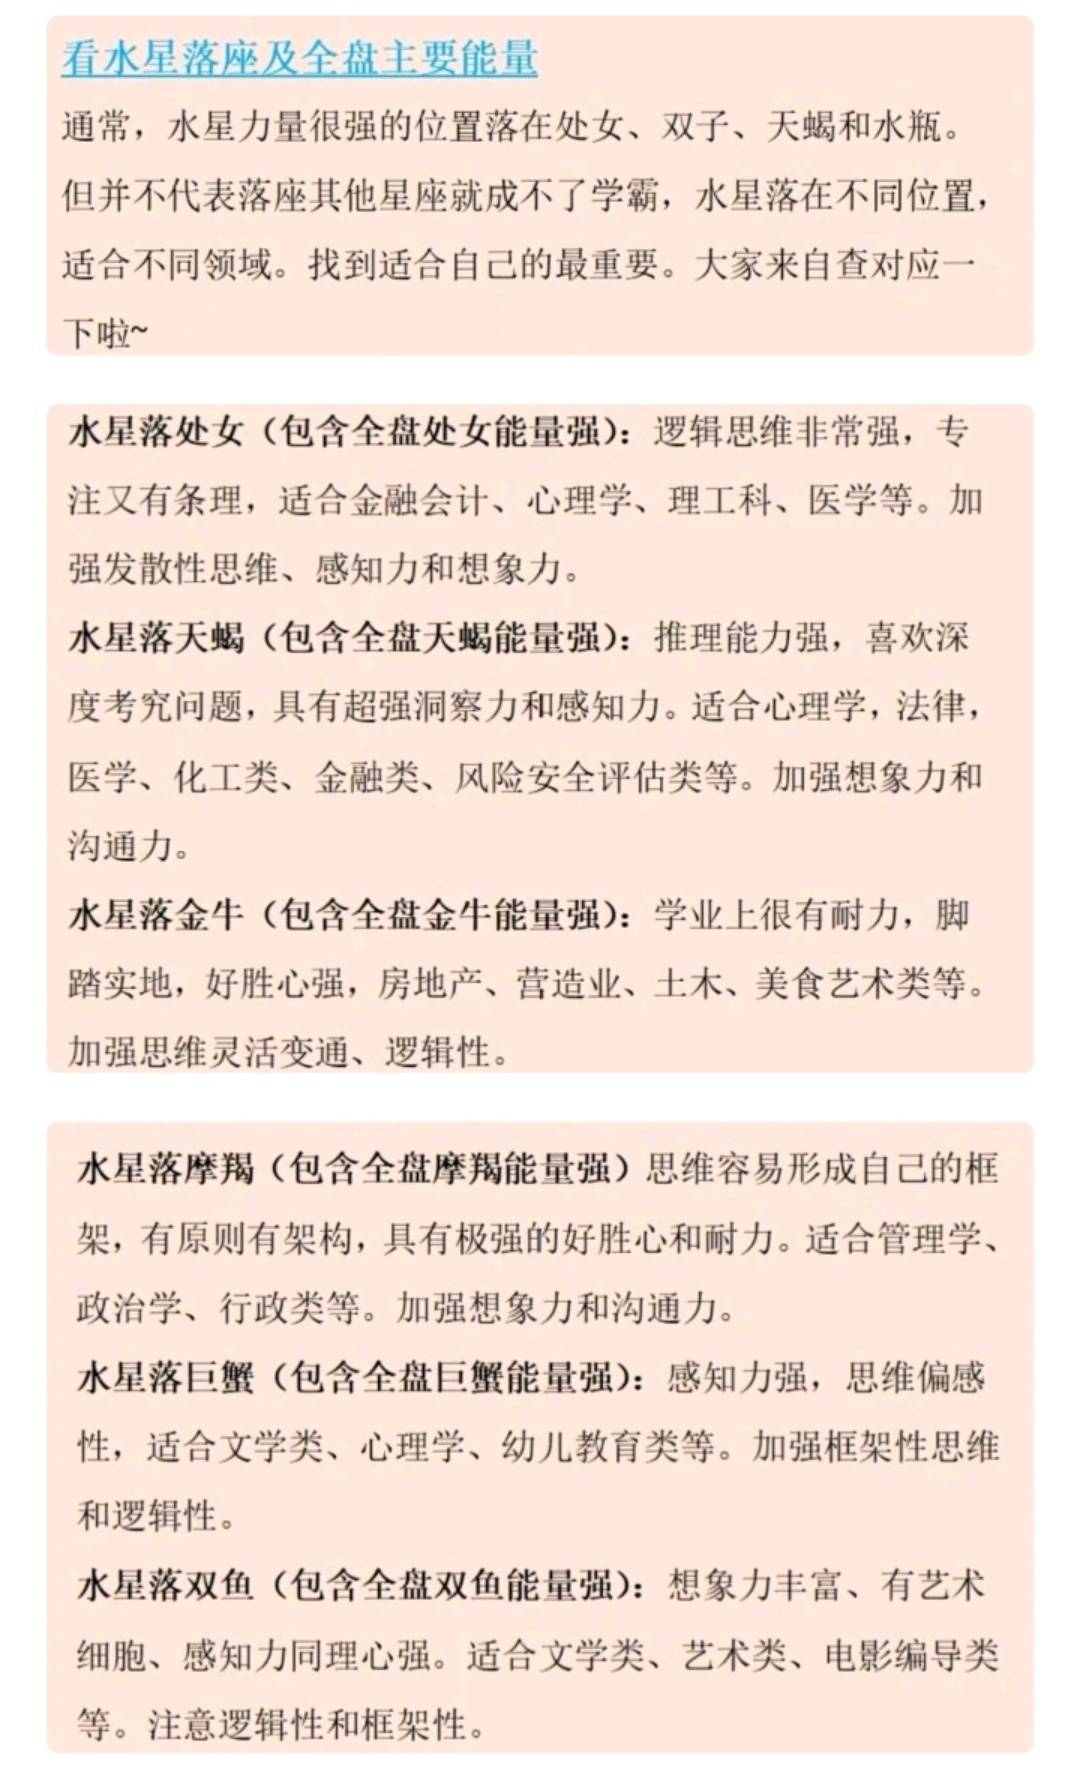 看水星落座及全盘主要能量
通常，水星力量很强的位置落在处女、双子、天蝎和水瓶。
但并不代表落座其他星座就成不了学霸，水星落在不同位置，
适合不同领域。找到适合自己的最重要。大家来自查对应一
下啦~
水星落处女（包含全盘处女能量强）：逻辑思维非常强，专
注又有条理，适合金融会计、心理学、理工科、医学等。加
强发散性思维、感知力和想象力。
水星落天蝎（包含全盘天蝎能量强）：推理能力强，喜欢深
度考究问题，具有超强洞察力和感知力。适合心理学，法律，
医学、化工类、金融类、风险安全评估类等。加强想象力和
沟通力。
水星落金牛（包含全盘金牛能量强）：学业上很有耐力，脚
踏实地，好胜心强，房地产、营造业、土木、美食艺术类等。
加强思维灵活变通、逻辑性。
水星落摩羯（包含全盘摩羯能量强）思维容易形成自己的框
架，有原则有架构，具有极强的好胜心和耐力。适合管理学、
政治学、行政类等。加强想象力和沟通力。
水星落巨蟹（包含全盘巨蟹能量强）：感知力强，思维偏感
性，适合文学类、心理学、幼儿教育类等。加强框架性思维
和逻辑性。
水星落双鱼（包含全盘双鱼能量强）：想象力丰富、有艺术
细胞、感知力同理心强。适合文学类、艺术类、电影编导类
等。注意逻辑性和框架性。